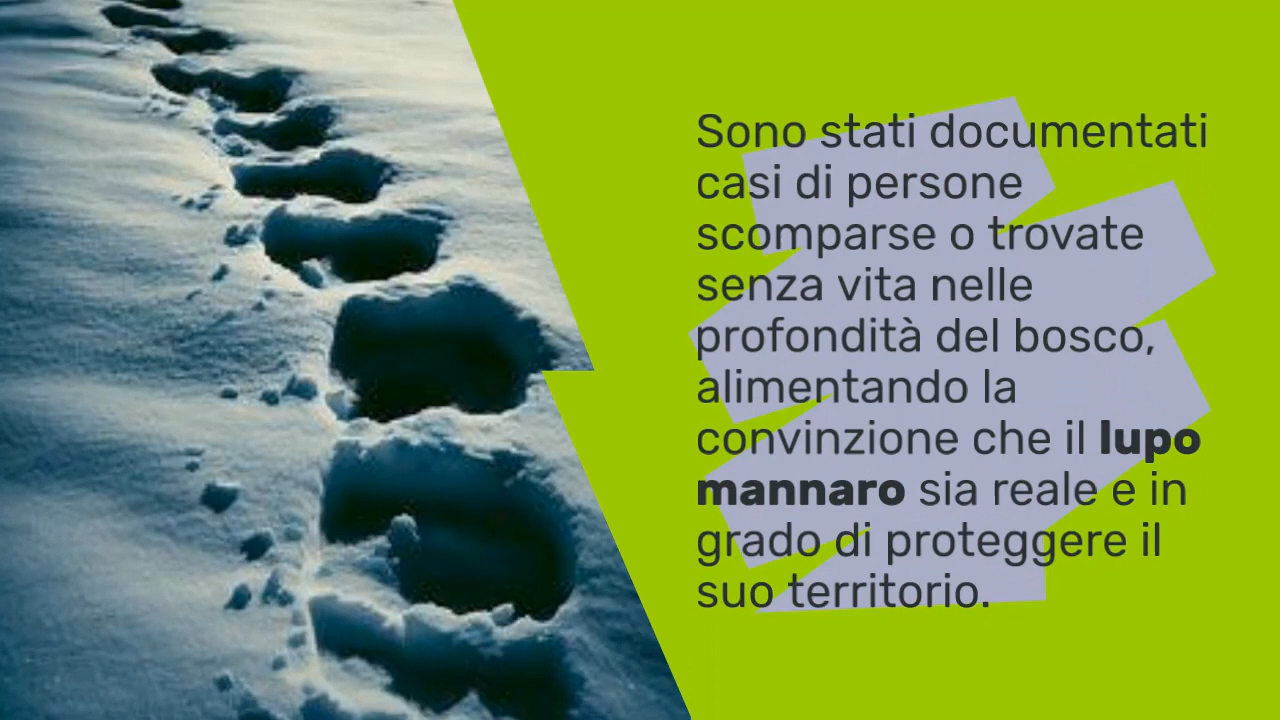 Sono stati documentati
casi di persone
scomparse o trovate
senza vita nelle
profondità del bosco,
alimentando la
convinzione che il lupo
mannaro sia reale e in
grado di proteggere il
suo territorio.